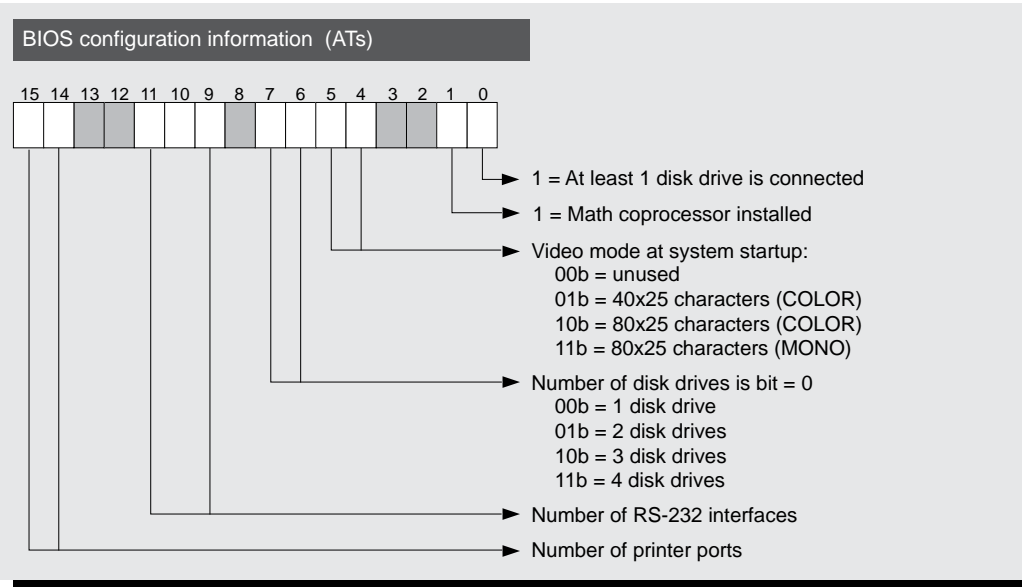 BIOS configuration information (ATs)
15 14 13 12 11 10 9 8 7 6 5 4 3 2 1 0
1 = At least 1 disk drive is connected
1 = Math coprocessor installed
Video mode at system startup:
00b = unused
01b = 40x25 characters (COLOR)
10b = 80x25 characters (COLOR)
11b = 80x25 characters (MONO)
Number of disk drives is bit = 0
00b = 1 disk drive
01b = 2 disk drives
10b = 3 disk drives
11b = 4 disk drives
Number of RS-232 interfaces
Number of printer ports